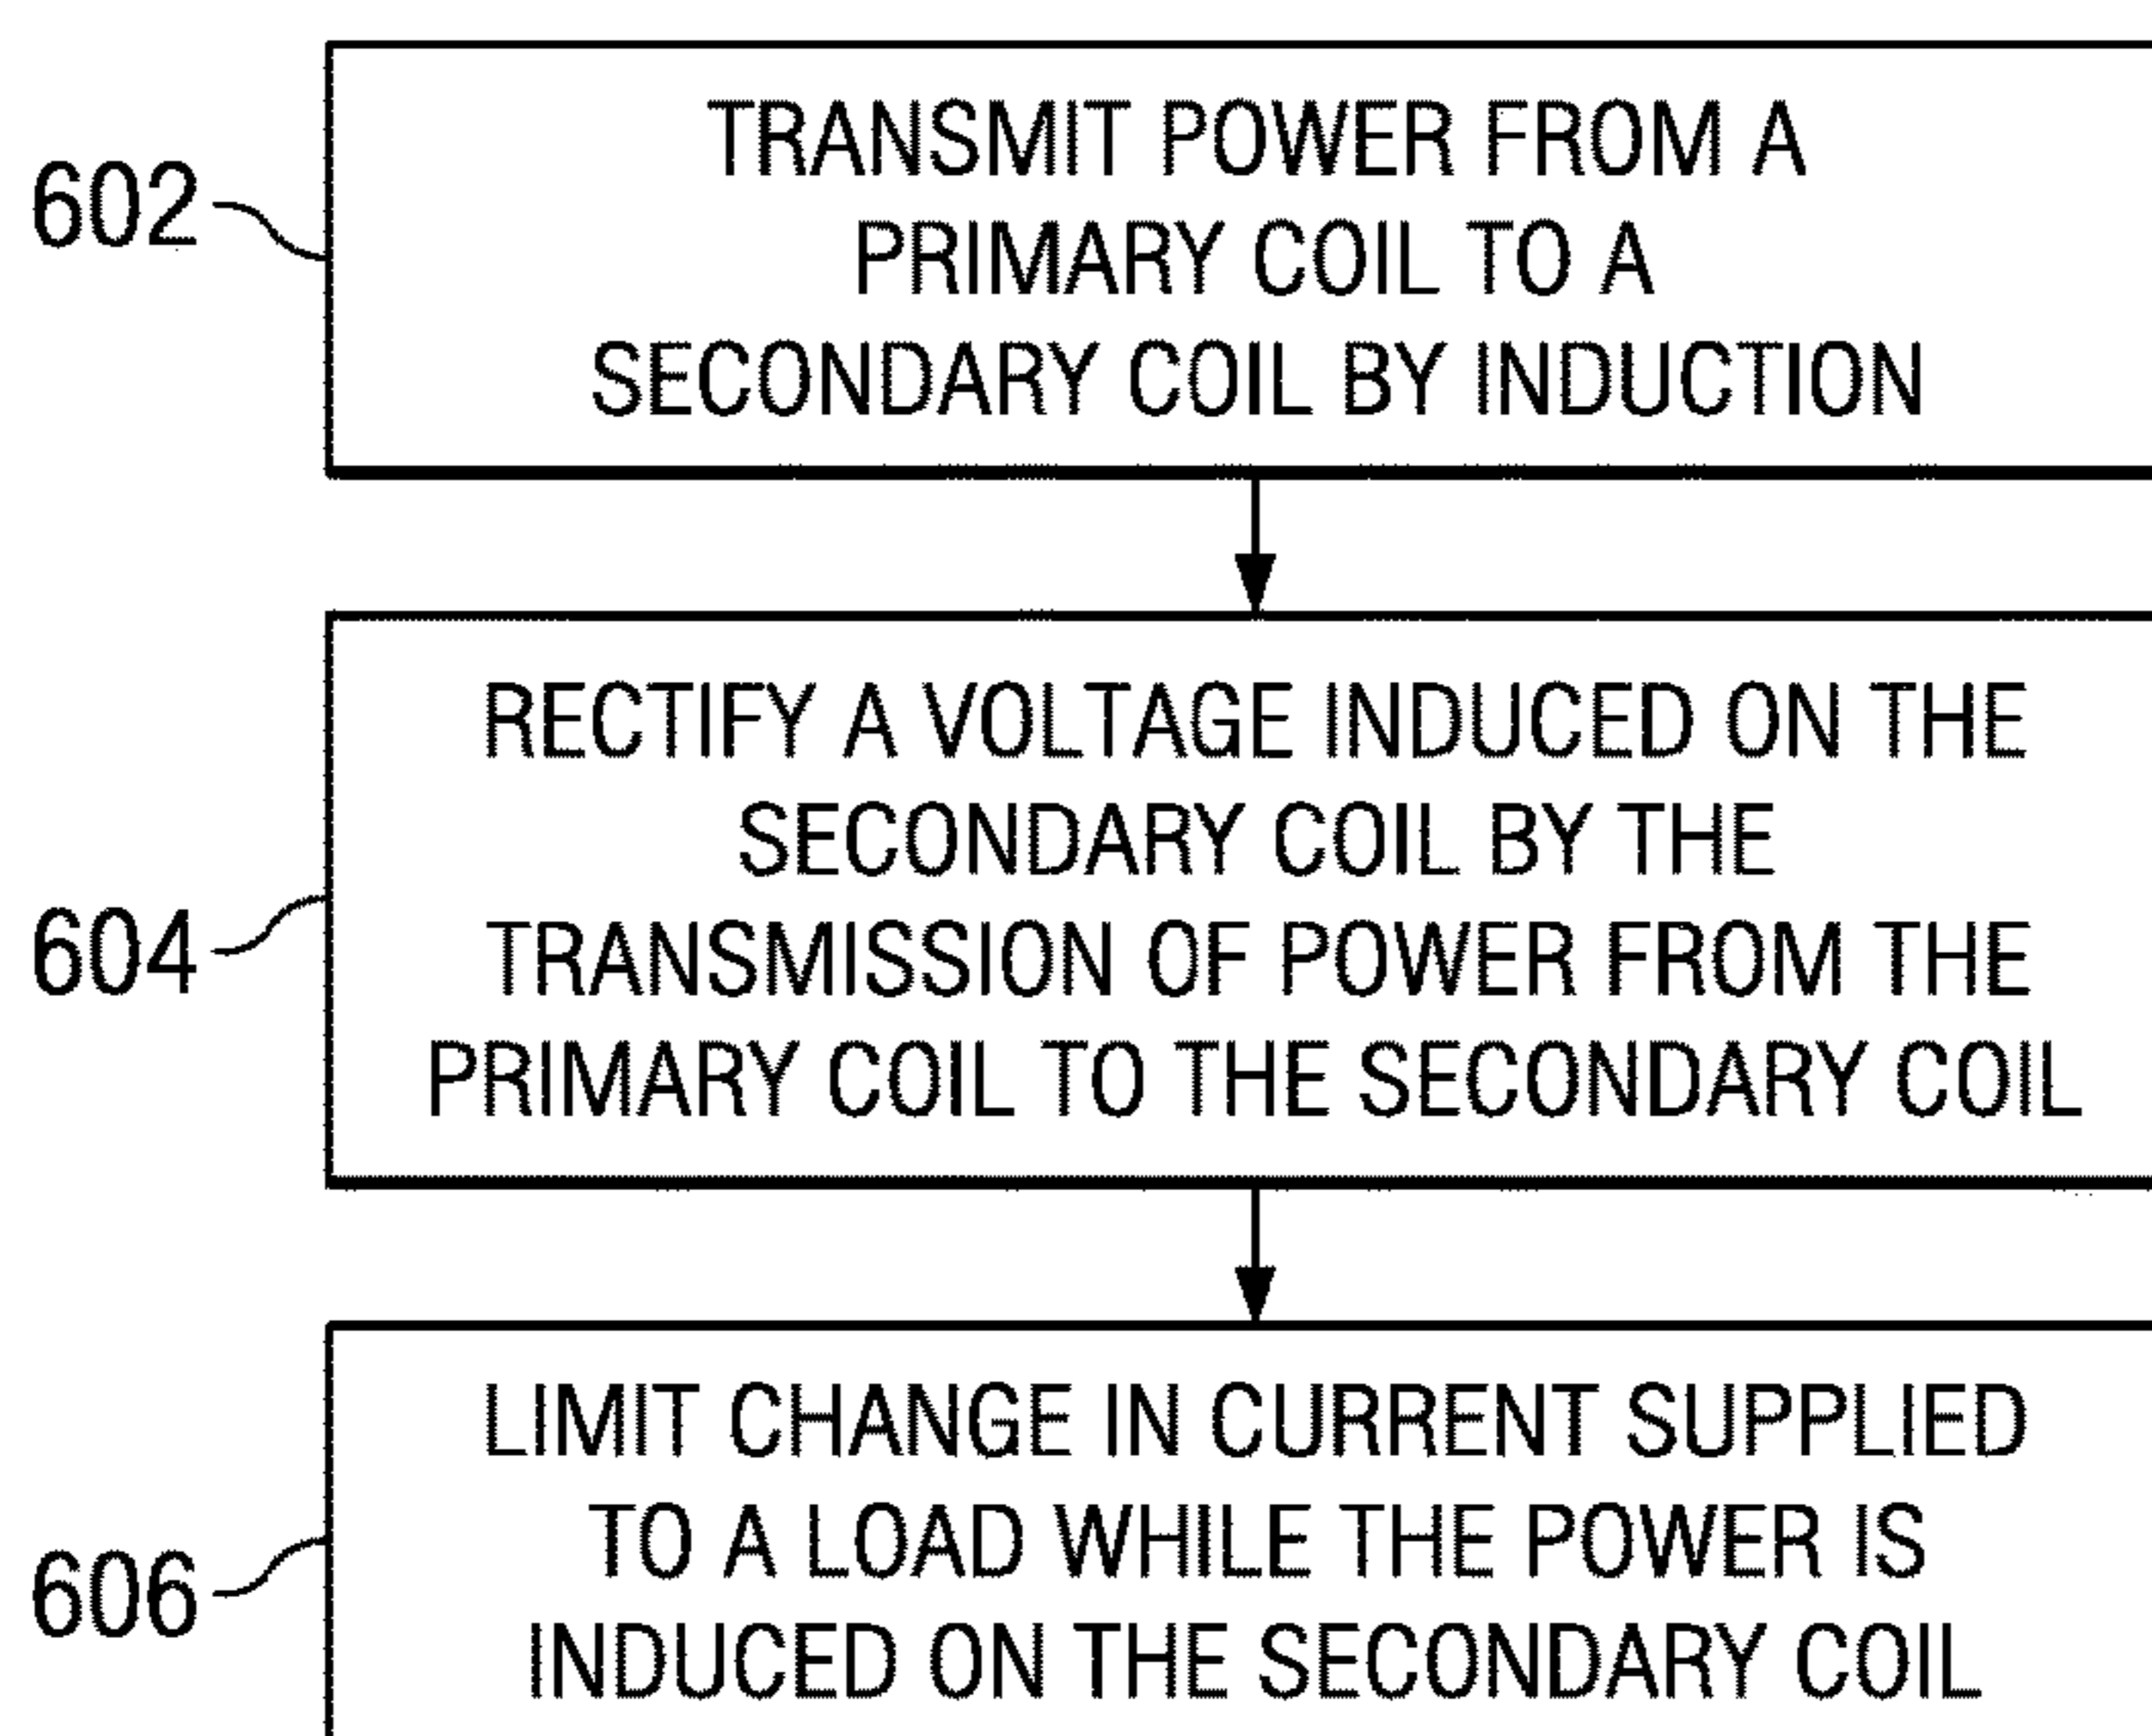 602
TRANSMIT POWER FROM A
PRIMARY COIL TO A
SECONDARY COIL BY INDUCTION
604
RECTIFY A VOLTAGE INDUCED ON THE
SECONDARY COIL BY THE
TRANSMISSION OF POWER FROM THE
PRIMARY COIL TO THE SECONDARY COIL
606
LIMIT CHANGE IN CURRENT SUPPLIED
TO A LOAD WHILE THE POWER IS
INDUCED ON THE SECONDARY COIL